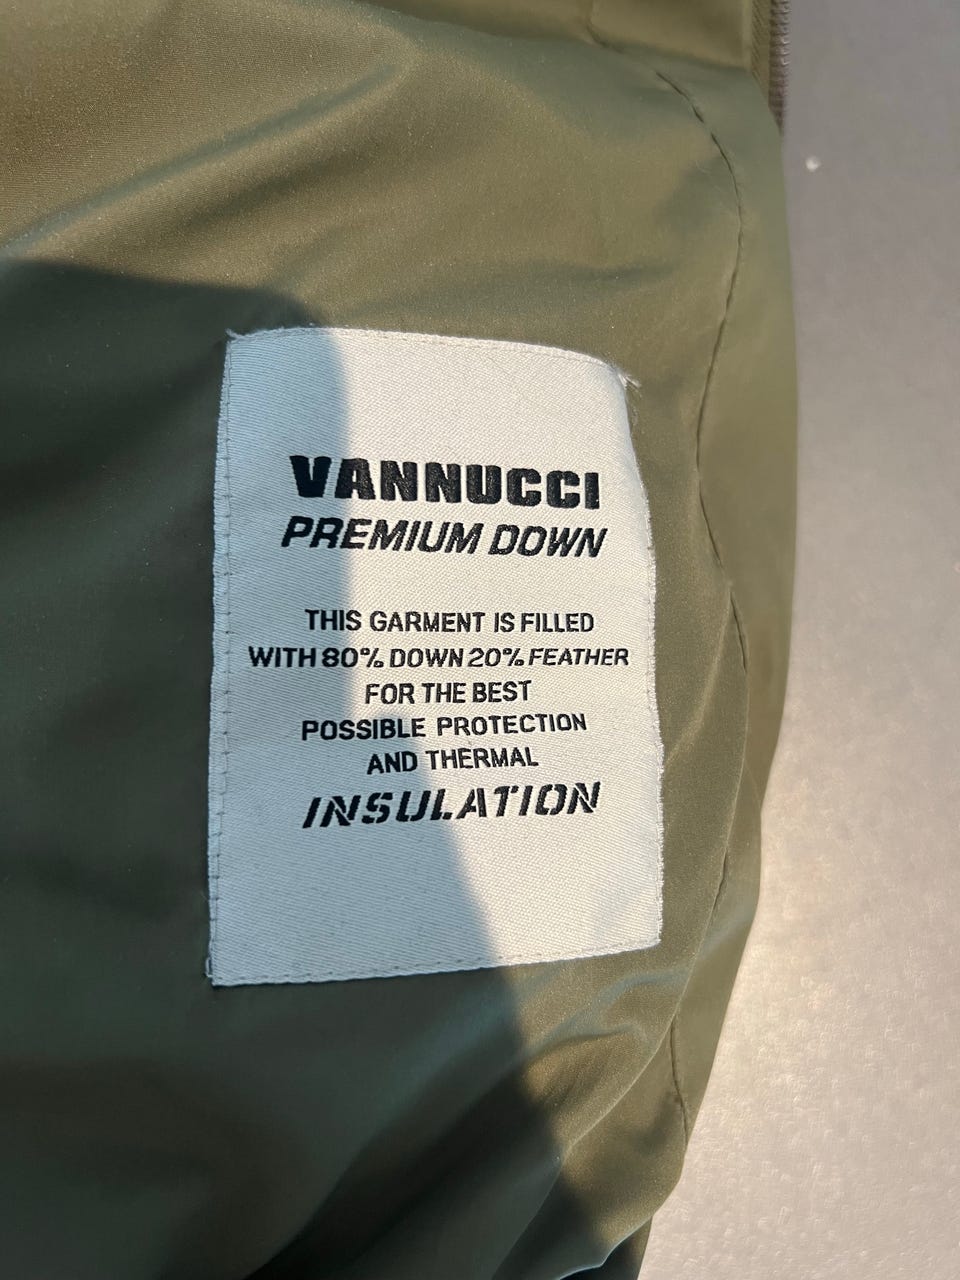 VANNUCCI
PREMIUM DOWN
THIS GARMENT IS FILLED
WITH 80% DOWN 20% FEATHER
FOR THE BEST
POSSIBLE PROTECTION
AND THERMAL
INSULATION